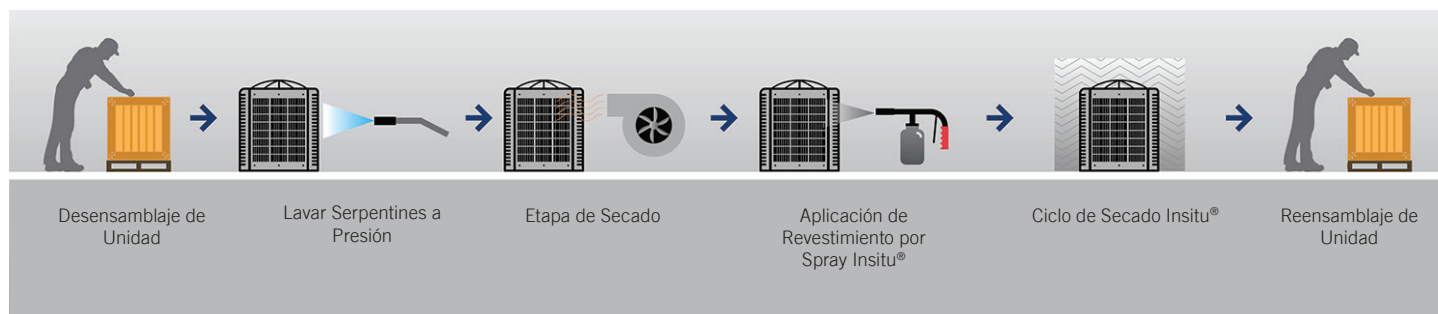 Desensamblaje de
Unidad
Lavar Serpentines a
Presión
Etapa de Secado
Aplicación de
Revestimiento por
Spray Insitu®
Ciclo de Secado Insitu®
Reensamblaje de
Unidad